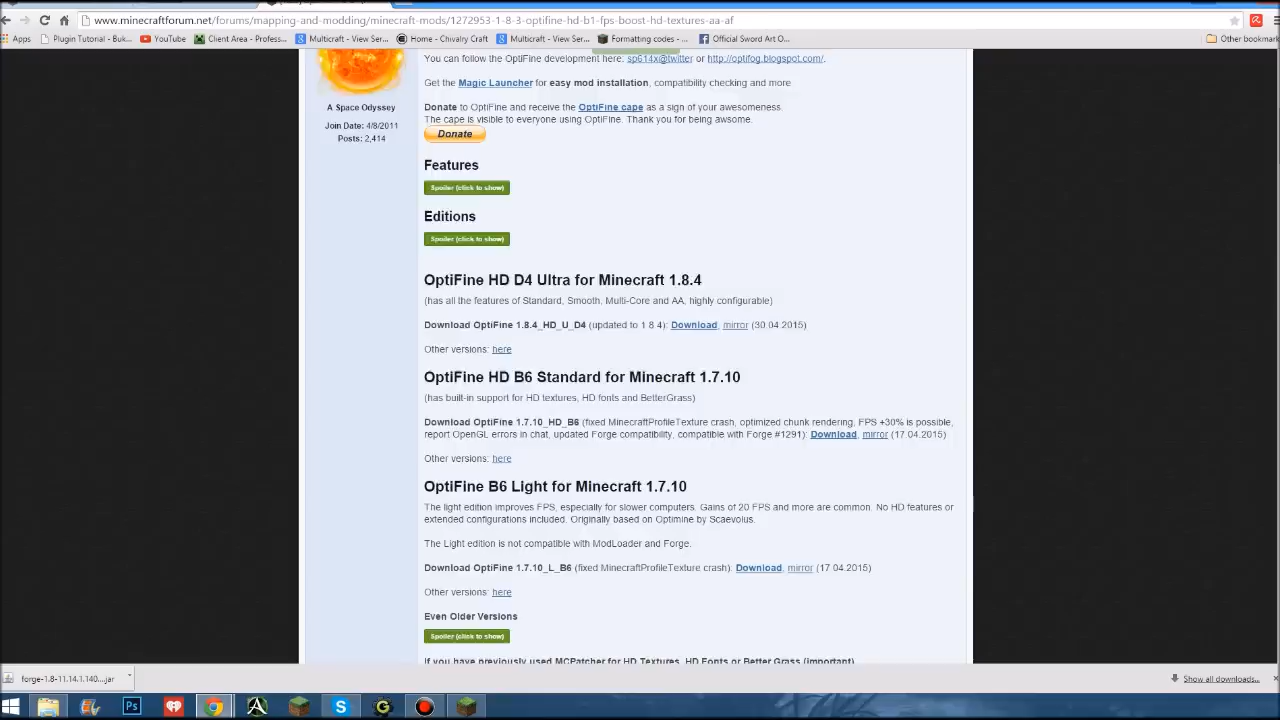 www.minecraftforum.net/forums/mapping-and-modding/minecraft-mods/1272953-1-8-3-optifine-hd-b1-fps-boost-hd-textures-aa-af
Apps Plugin Tutorial - Buk... YouTube Client Area - Profess... Multicraft - View Ser... Home - Chivalry Craft Multicraft - View Ser... Formatting codes - ... Official Sword Art O... Other bookmark
You can follow the OptiFine development here: sp614x@twitter or http://optifog.blogspot.com/.
Get the Magic Launcher for easy mod installation, compatibility checking and more.
A Space Odyssey
Join Date: 4/8/2011
Posts: 2,414
Donate to OptiFine and receive the OptiFine cape as a sign of your awesomeness.
The cape is visible to everyone using OptiFine. Thank you for being awsome.
Donate
Features
Spoiler (click to show)
Editions
Spoiler (click to show)
OptiFine HD D4 Ultra for Minecraft 1.8.4
(has all the features of Standard, Smooth, Multi-Core and AA, highly configurable)
Download OptiFine 1.8.4_HD_U_D4 (updated to 1 8 4): Download, mirror (30.04.2015)
Other versions: here
OptiFine HD B6 Standard for Minecraft 1.7.10
(has built-in support for HD textures, HD fonts and BetterGrass)
Download OptiFine 1.7.10_HD_B6 (fixed MinecraftProfileTexture crash, optimized chunk rendering, FPS +30% is possible,
report OpenGL errors in chat, updated Forge compatibility, compatible with Forge #1291): Download, mirror (17.04.2015)
Other versions: here
OptiFine B6 Light for Minecraft 1.7.10
The light edition improves FPS, especially for slower computers. Gains of 20 FPS and more are common. No HD features or
extended configurations included. Originally based on Optimine by Scaevolus.
The Light edition is not compatible with ModLoader and Forge.
Download OptiFine 1.7.10_L_B6 (fixed MinecraftProfileTexture crash): Download, mirror (17 04.2015)
Other versions: here
Even Older Versions
Spoiler (click to show)
If you have previously used MCPatcher for HD Textures, HD Fonts or Better Grass (important)
forge-1.8-11.14.1.140....jar
Show all downloads...